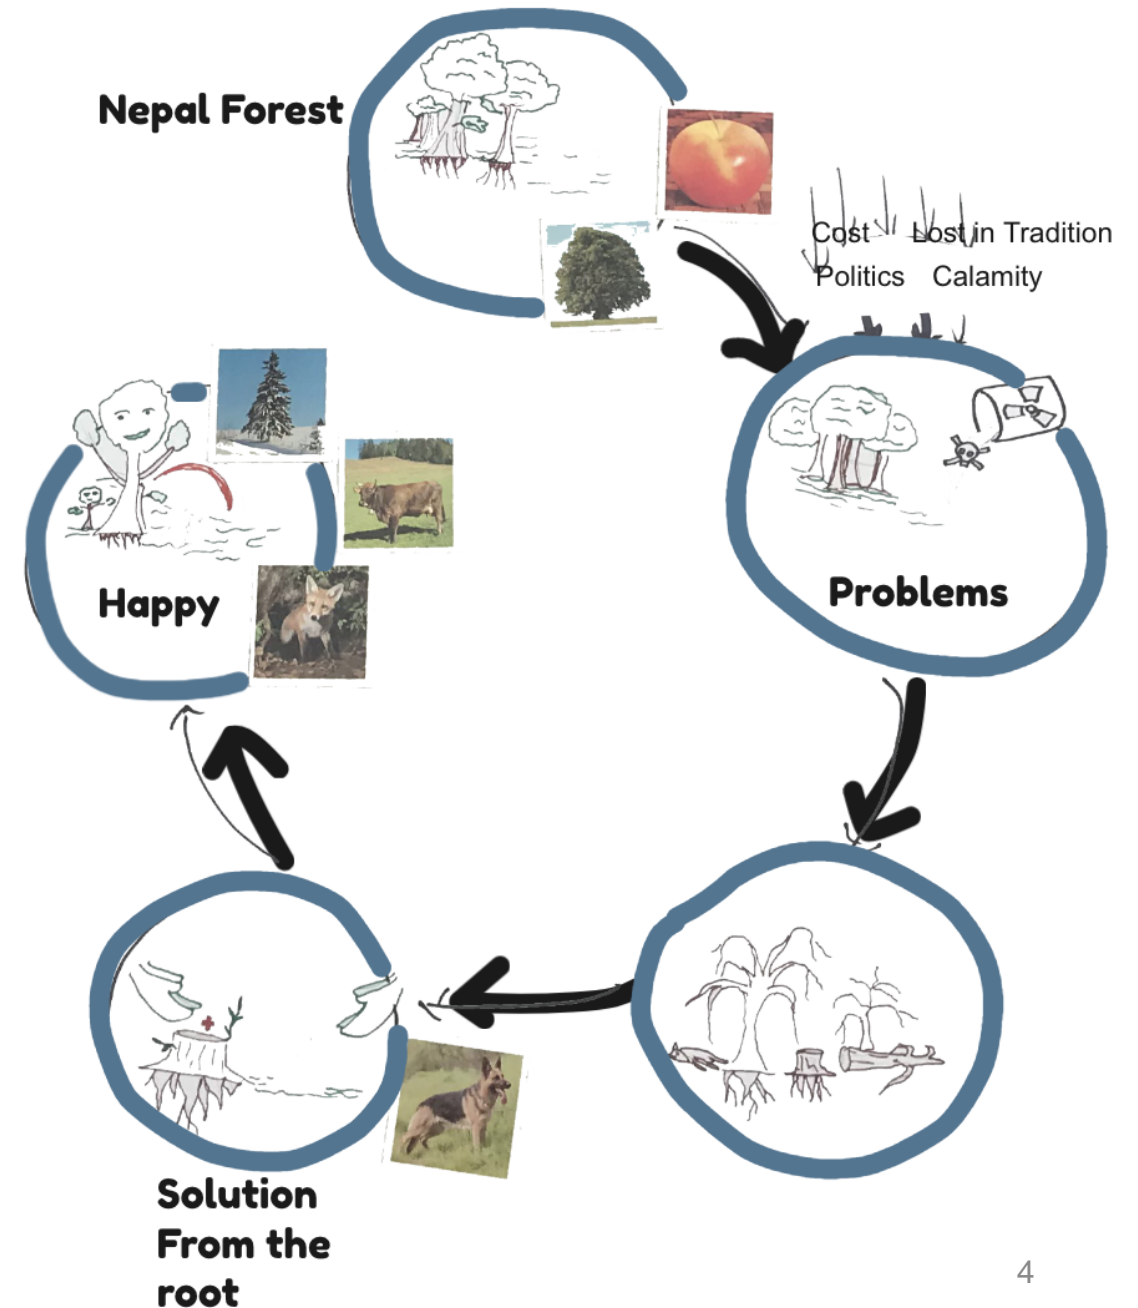 Nepal Forest
Cost Lost in Tradition
Politics Calamity
Problems
Happy
Solution
From the
root
4